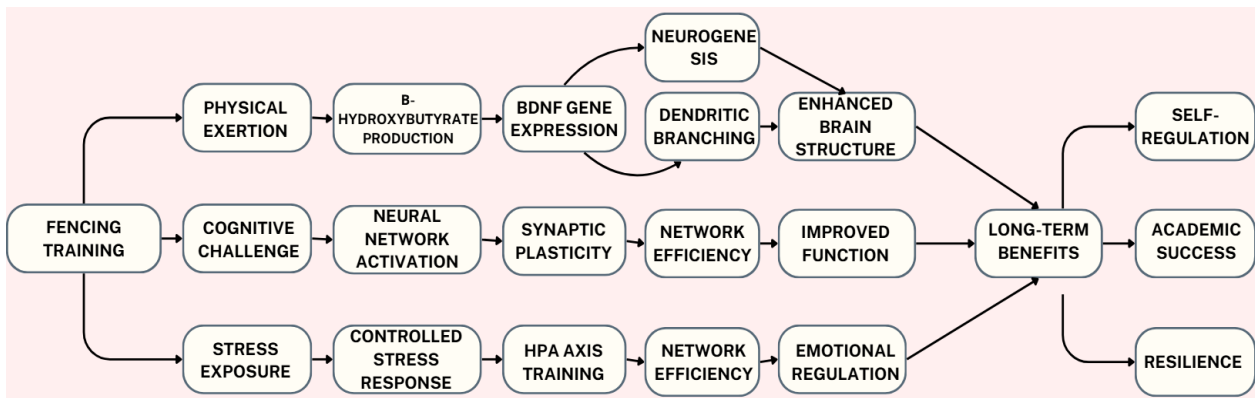 NEUROGENE
SIS
PHYSICAL
EXERTION
B-
HYDROXYBUTYRATE
PRODUCTION
BDNF GENE
EXPRESSION
DENDRITIC
BRANCHING
ENHANCED
BRAIN
STRUCTURE
SELF-
REGULATION
FENCING
TRAINING
COGNITIVE
CHALLENGE
NEURAL
NETWORK
ACTIVATION
SYNAPTIC
PLASTICITY
NETWORK
EFFICIENCY
IMPROVED
FUNCTION
LONG-TERM
BENEFITS
ACADEMIC
SUCCESS
STRESS
EXPOSURE
CONTROLLED
STRESS
RESPONSE
HPA AXIS
TRAINING
NETWORK
EFFICIENCY
EMOTIONAL
REGULATION
RESILIENCE